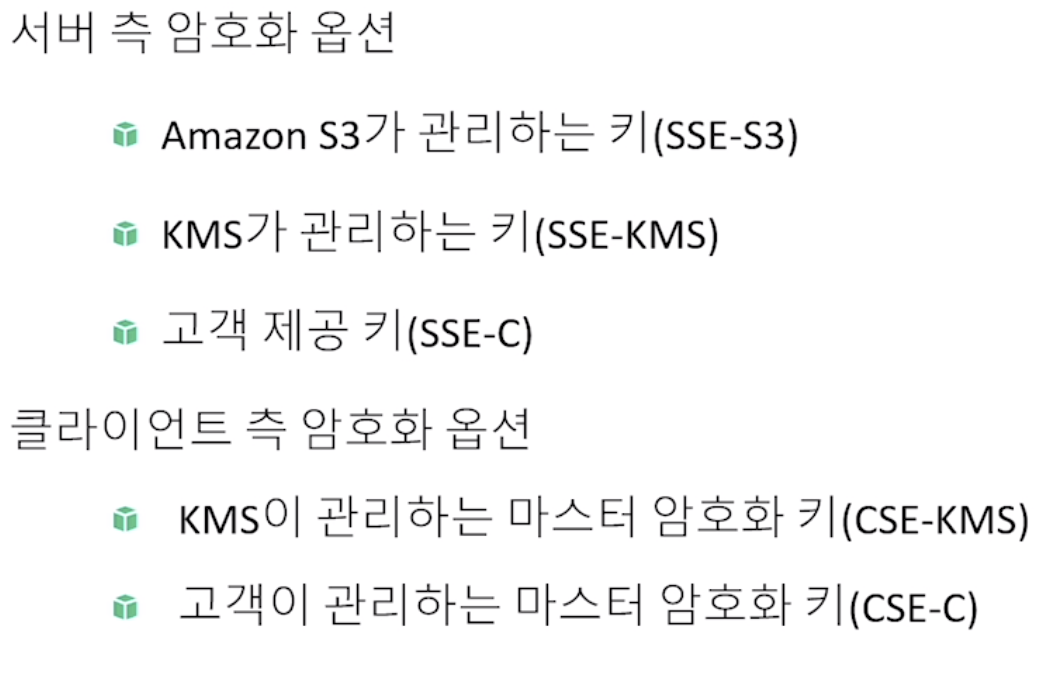 서버 측 암호화 옵션
Amazon S3가 관리하는 키(SSE-S3)
KMS가 관리하는 키(SSE-KMS)
고객 제공 키(SSE-C)
클라이언트 측 암호화 옵션
KMS이 관리하는 마스터 암호화 키(CSE-KMS)
고객이 관리하는 마스터 암호화 키(CSE-C)